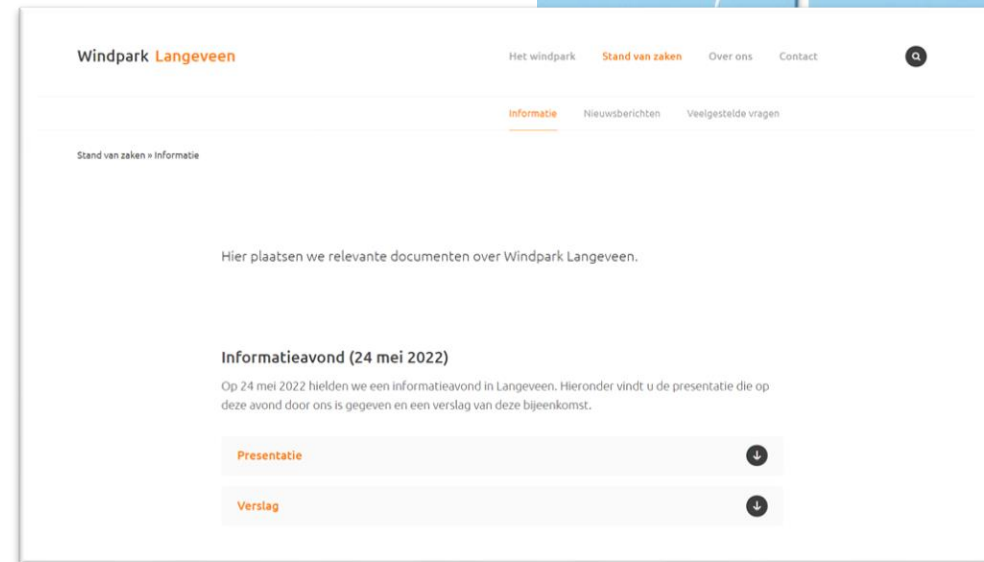 Windpark Langeveen
Het windpark Stand van zaken Over ons Contact
Informatie Nieuwsberichten Veelgestelde vragen
Stand van zaken » Informatie
Hier plaatsen we relevante documenten over Windpark Langeveen.
Informatieavond (24 mei 2022)
Op 24 mei 2022 hielden we een informatieavond in Langeveen. Hieronder vindt u de presentatie die op
deze avond door ons is gegeven en een verslag van deze bijeenkomst.
Presentatie
Verslag